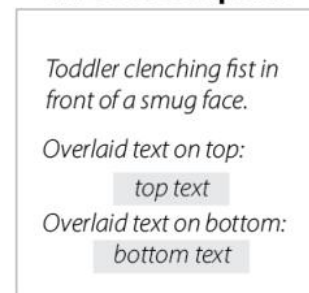 Toddler clenching fist in
front of a smug face.
Overlaid text on top:
top text
Overlaid text on bottom:
bottom text